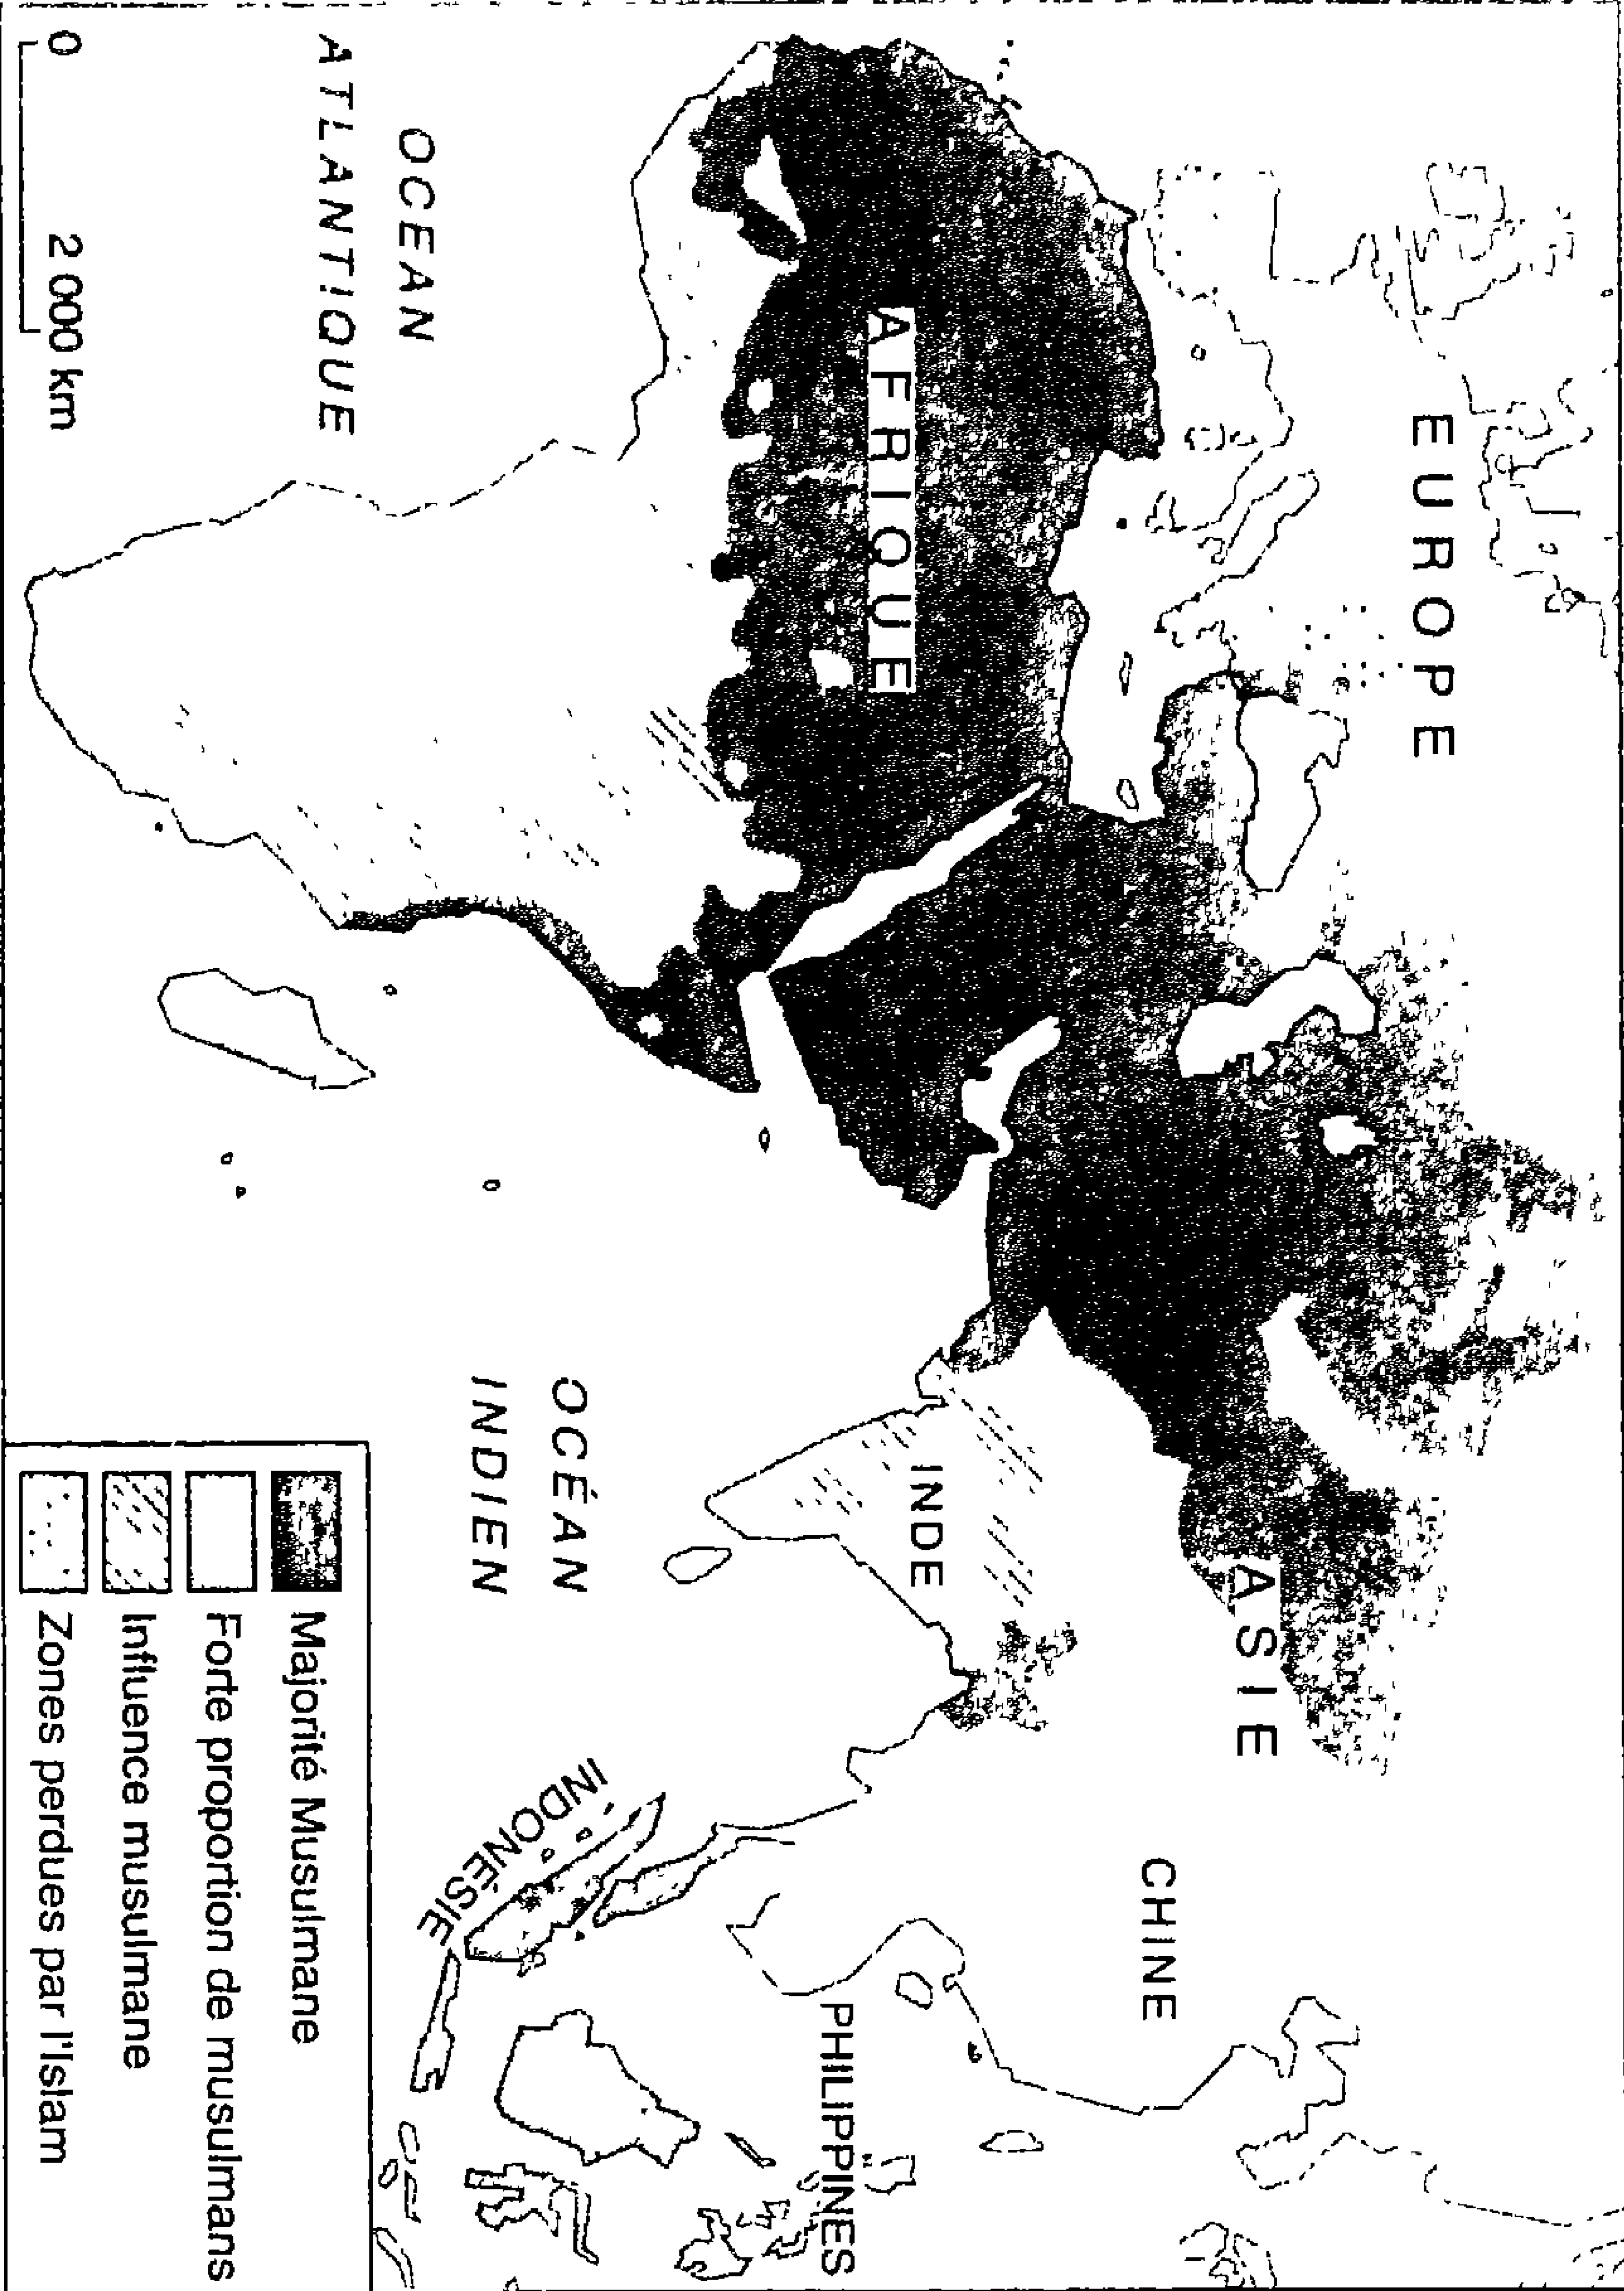 EUROPE
AFRIQUE
ASIE
CHINE
INDE
PHILIPPINES
INDONÉSIE
OCEAN
ATLANTIQUE
OCÉAN
INDIEN
0 2 000 km
Majorité Musulmane
Forte proportion de musulmans
Influence musulmane
Zones perdues par l'Islam